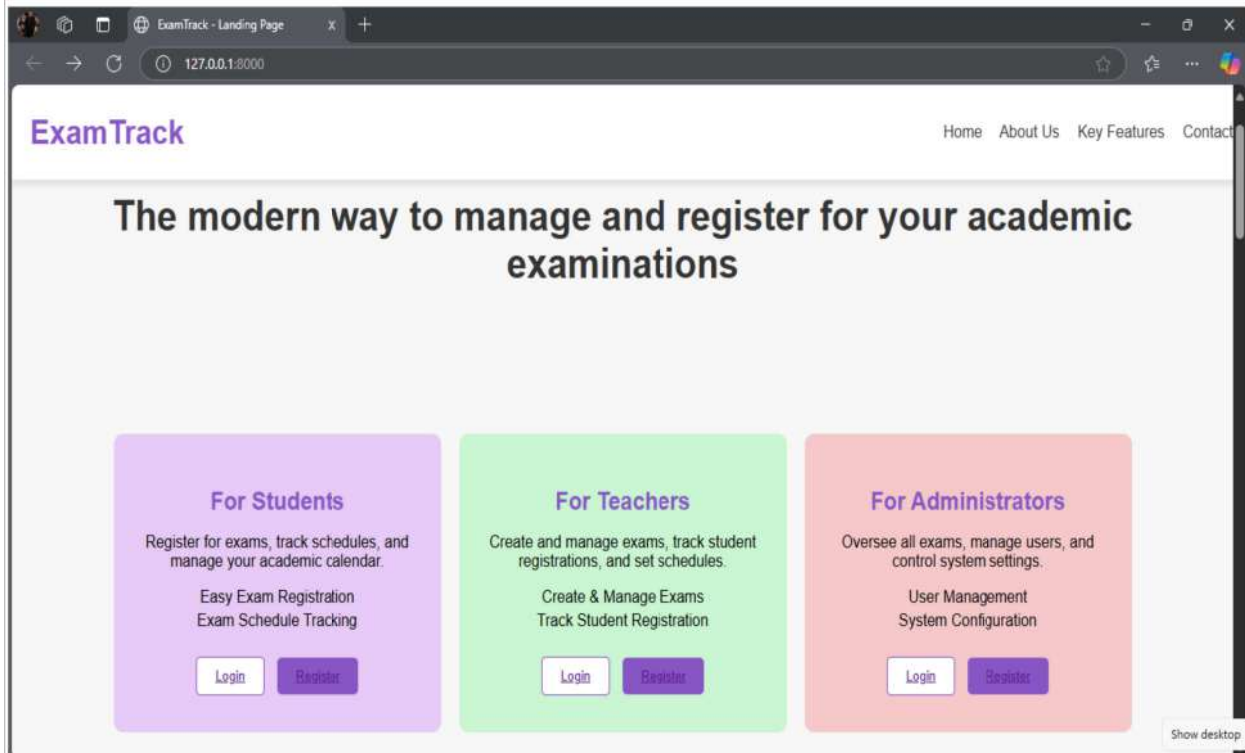 ExamTrack - Landing Page
127.0.0.1:8000
ExamTrack
Home About Us Key Features Contact
The modern way to manage and register for your academic
examinations
For Students
Register for exams, track schedules, and
manage your academic calendar.
Easy Exam Registration
Exam Schedule Tracking
Login Register
For Teachers
Create and manage exams, track student
registrations, and set schedules.
Create & Manage Exams
Track Student Registration
Login Register
For Administrators
Oversee all exams, manage users, and
control system settings.
User Management
System Configuration
Login Register
Show desktop